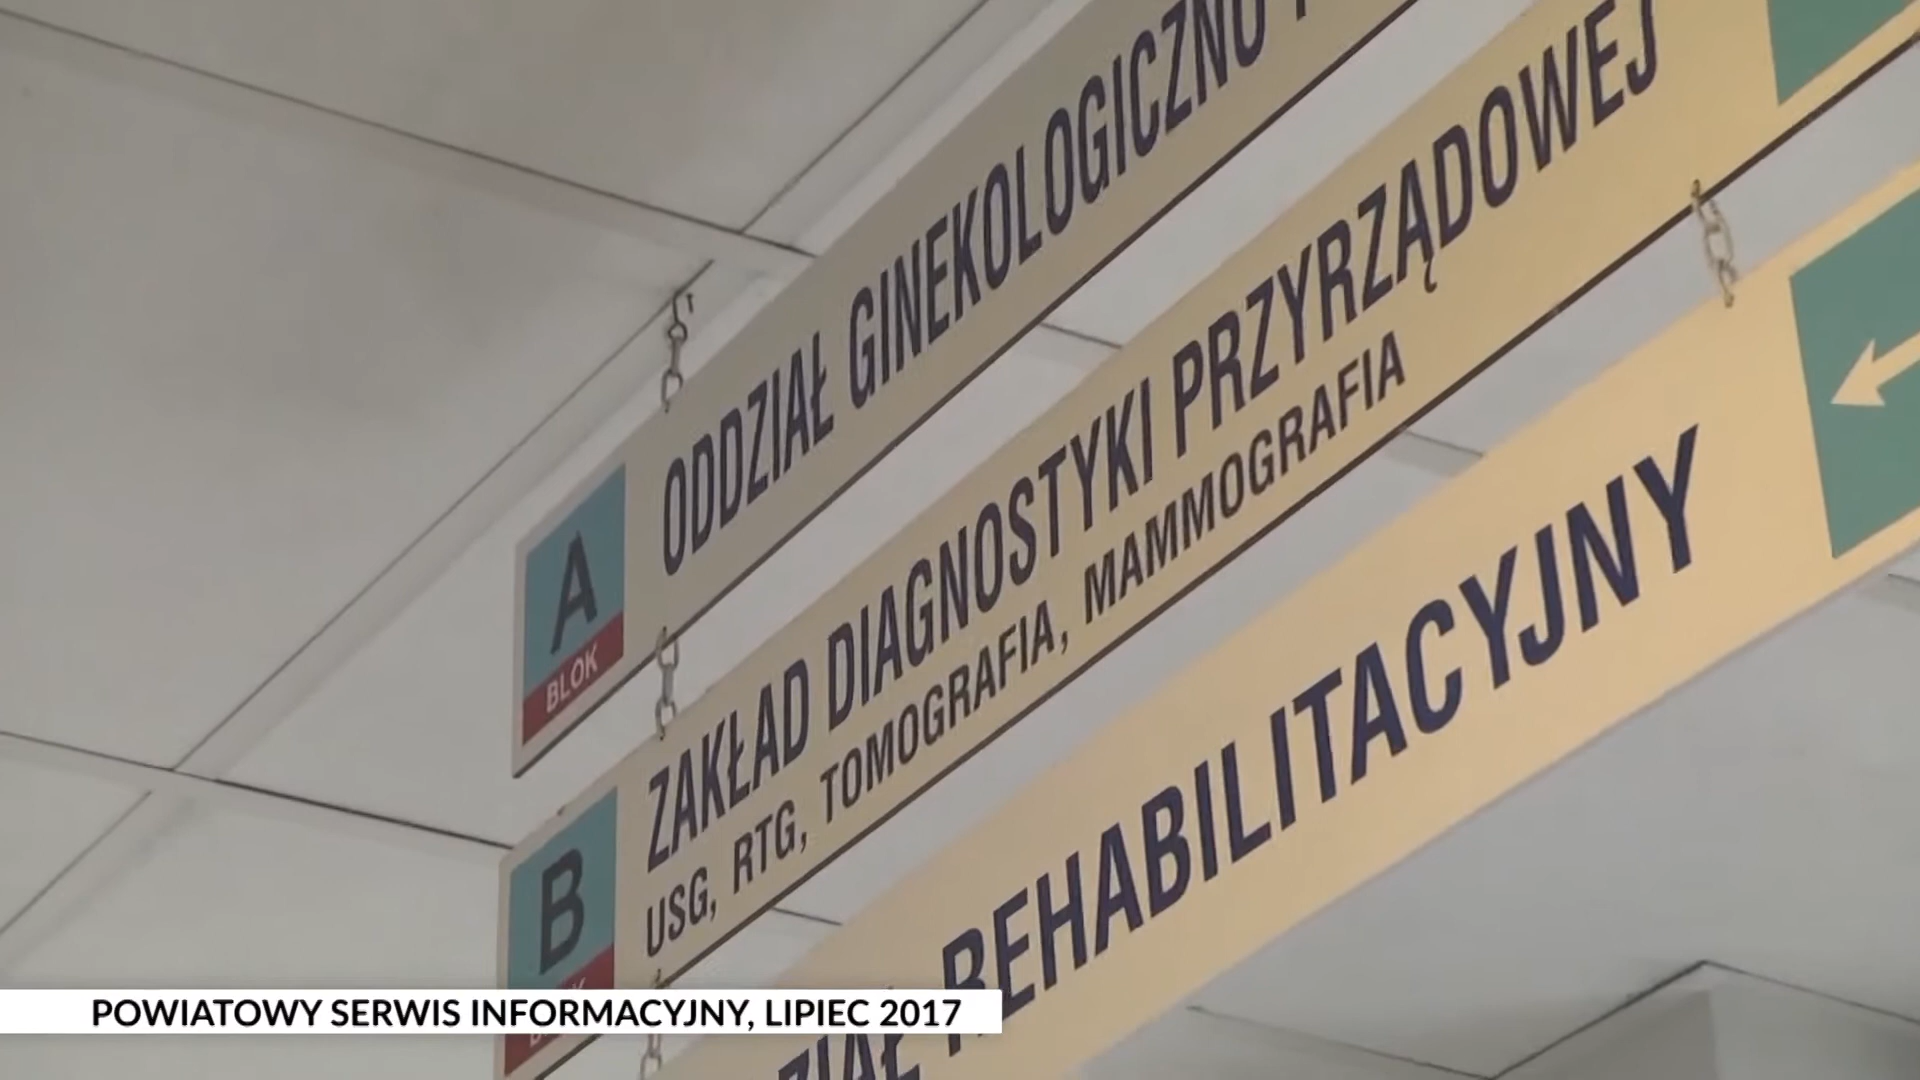 A
BLOK
ODDZIAŁ GINEKOLOGICZNO
B
ZAKŁAD DIAGNOSTYKI PRZYRZĄDOWEJ
USG, RTG, TOMOGRAFIA, MAMMOGRAFIA
REHABILITACYJNY
POWIATOWY SERWIS INFORMACYJNY, LIPIEC 2017